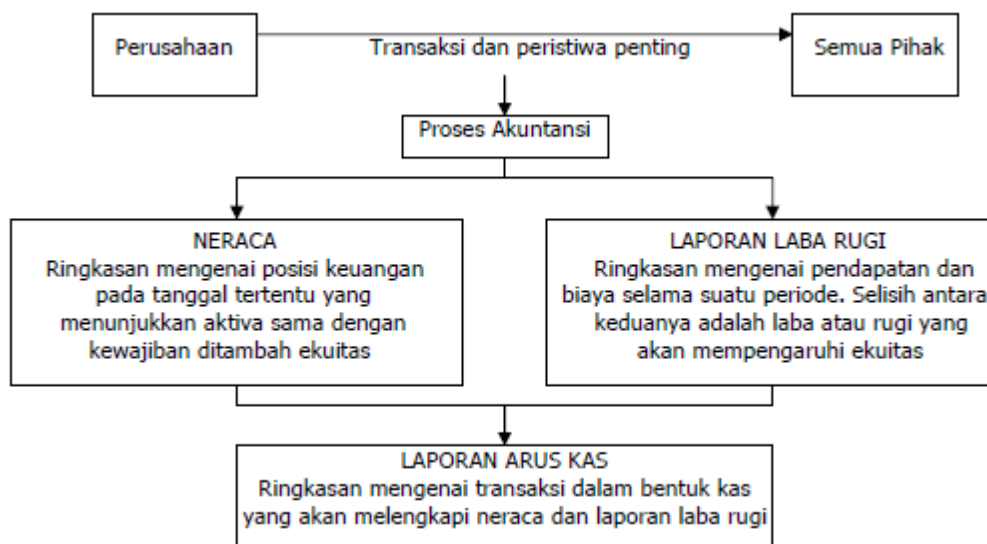 Perusahaan
Transaksi dan peristiwa penting
Semua Pihak
Proses Akuntansi
NERACA
Ringkasan mengenai posisi keuangan
pada tanggal tertentu yang
menunjukkan aktiva sama dengan
kewajiban ditambah ekuitas
LAPORAN LABA RUGI
Ringkasan mengenai pendapatan dan
biaya selama suatu periode. Selisih antara
keduanya adalah laba atau rugi yang
akan mempengaruhi ekuitas
LAPORAN ARUS KAS
Ringkasan mengenai transaksi dalam bentuk kas
yang akan melengkapi neraca dan laporan laba rugi